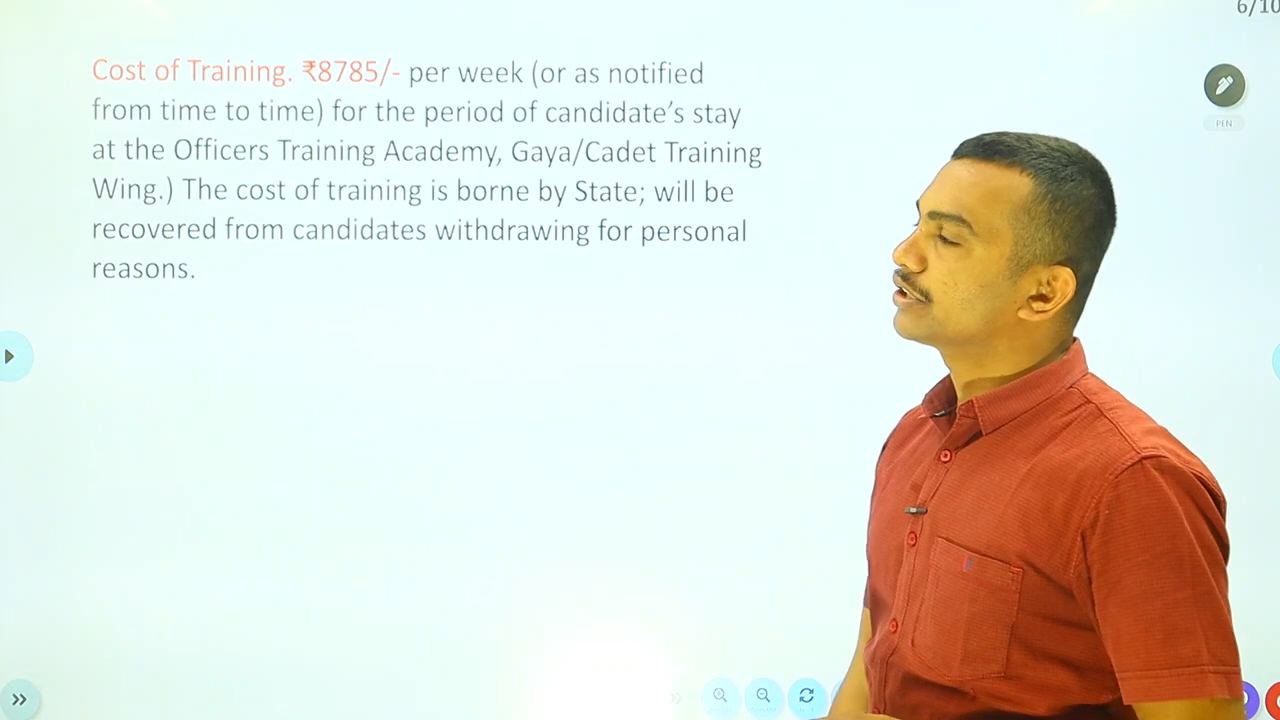 6/10
Cost of Training. ₹8785/- per week (or as notified
from time to time) for the period of candidate’s stay
at the Officers Training Academy, Gaya/Cadet Training
Wing.) The cost of training is borne by State; will be
recovered from candidates withdrawing for personal
reasons.
PEN